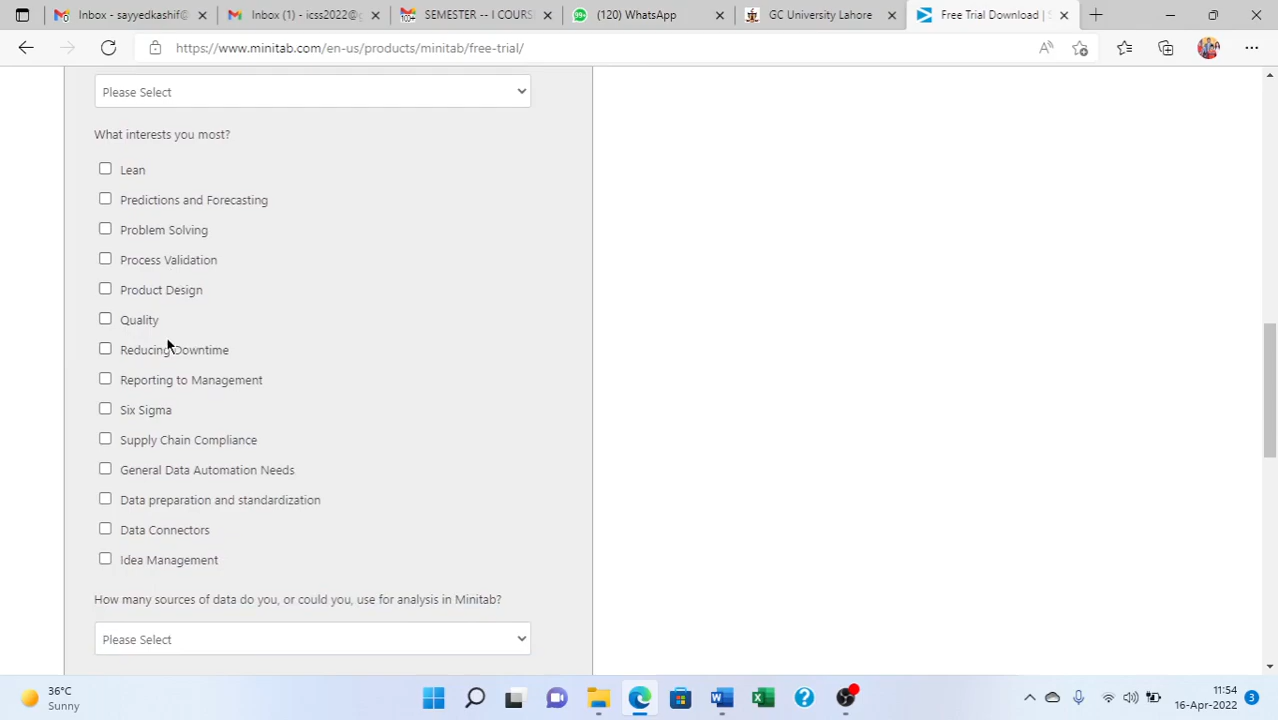 Inbox - sayyedkashif@
Inbox (1) - icss2022@g
SEMESTER -- I COURS
(120) WhatsApp
GC University Lahore
Free Trial Download | S
https://www.minitab.com/en-us/products/minitab/free-trial/
Please Select
What interests you most?
Lean
Predictions and Forecasting
Problem Solving
Process Validation
Product Design
Quality
Reducing Downtime
Reporting to Management
Six Sigma
Supply Chain Compliance
General Data Automation Needs
Data preparation and standardization
Data Connectors
Idea Management
How many sources of data do you, or could you, use for analysis in Minitab?
Please Select
36°C
Sunny
11:54
16-Apr-2022
3